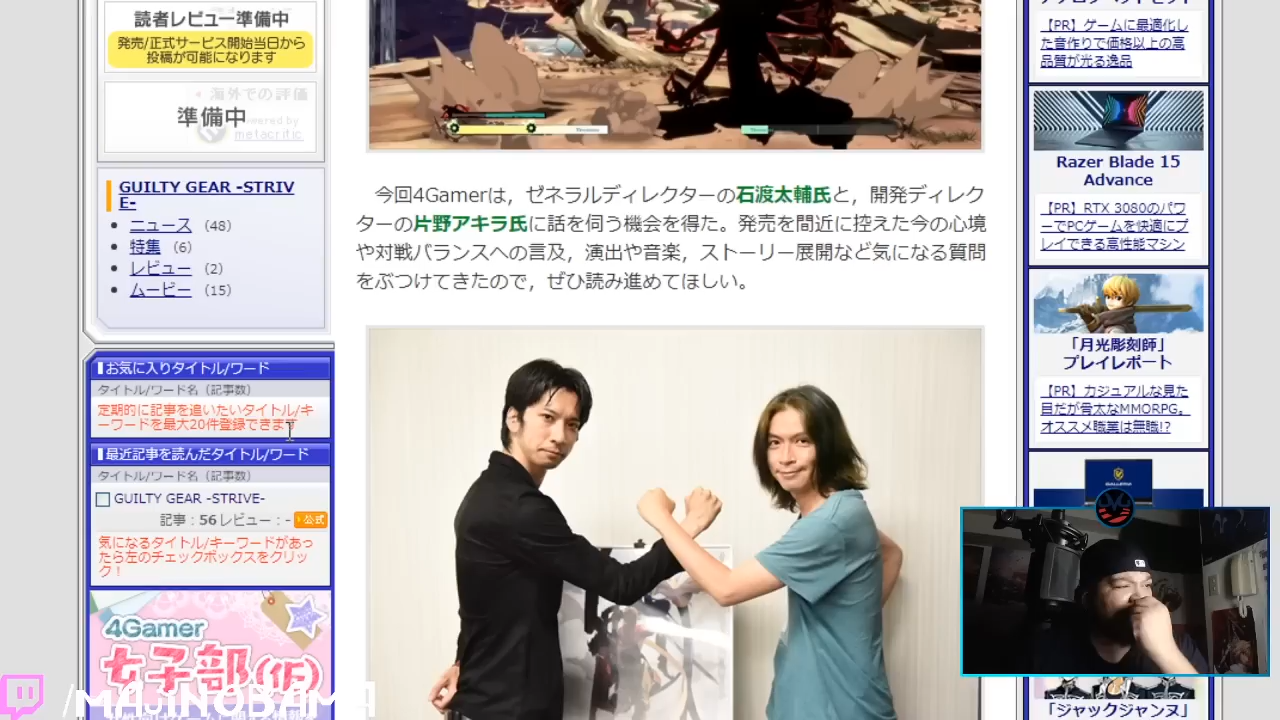 読者レビュー準備中
発売/正式サービス開始当日から
投稿が可能になります
海外での評価
準備中
powered by
metacritic
GUILTY GEAR -STRIV
E-
ニュース (48)
特集 (6)
レビュー (2)
ムービー (15)
お気に入りタイトル/ワード
タイトル/ワード名（記事数）
定期的に記事を追いたいタイトル/キ
ーワードを最大20件登録できます
最近記事を読んだタイトル/ワード
タイトル/ワード名（記事数）
GUILTY GEAR -STRIVE-
記事：56 レビュー：- 公式
気になるタイトル/キーワードがあっ
たら左のチェックボックスをクリッ
ク！
4Gamer
女子部(仮)
/MAJINOBAMA
今回4Gamerは，ゼネラルディレクターの石渡太輔氏と，開発ディレク
ターの片野アキラ氏に話を伺う機会を得た。発売を間近に控えた今の心境
や対戦バランスへの言及，演出や音楽，ストーリー展開など気になる質問
をぶつけてきたので，ぜひ読み進めてほしい。
【PR】ゲームに最適化し
た音作りで価格以上の高
品質が光る逸品
Razer Blade 15
Advance
【PR】RTX 3080のパワ
ーでPCゲームを快適にプ
レイできる高性能マシン
「月光彫刻師」
プレイレポート
【PR】カジュアルな見た
目だが骨太なMMORPG。
オススメ職業は無職!?
「ジャックジャンヌ」